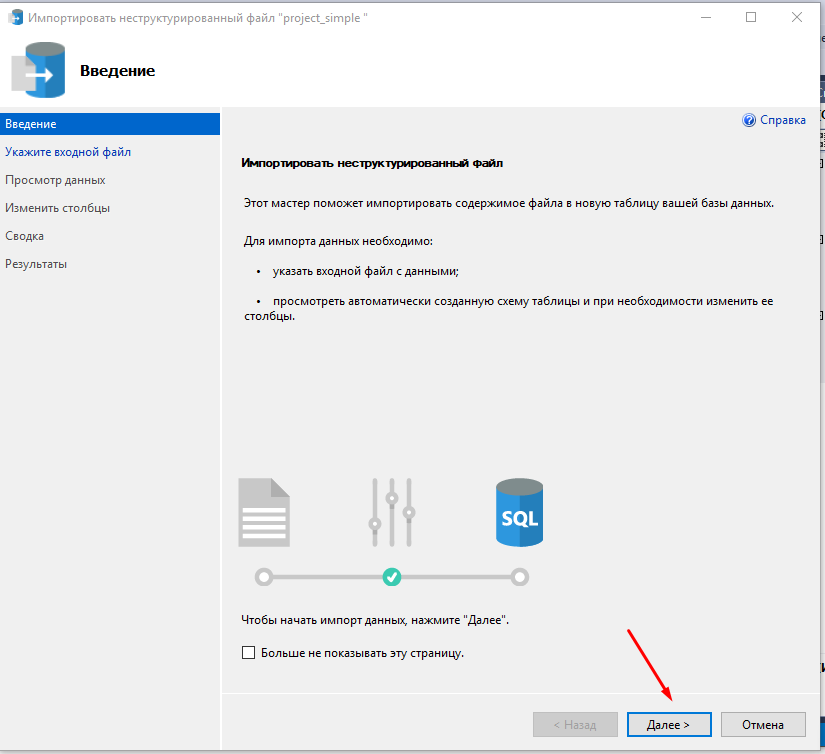 Импортировать неструктурированный файл "project_simple "
Введение
Введение
Укажите входной файл
Просмотр данных
Изменить столбцы
Сводка
Результаты
Справка
Импортировать неструктурированный файл
Этот мастер поможет импортировать содержимое файла в новую таблицу вашей базы данных.
Для импорта данных необходимо:
• указать входной файл с данными;
• просмотреть автоматически созданную схему таблицы и при необходимости изменить ее
столбцы.
SQL
Чтобы начать импорт данных, нажмите "Далее".
Больше не показывать эту страницу.
< Назад
Далее >
Отмена